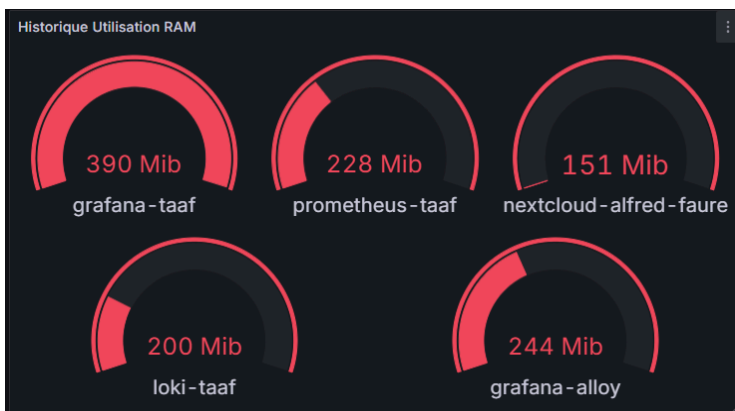 Historique Utilisation RAM
390 Mib
228 Mib
151 Mib
grafana-taaf
prometheus-taaf
nextcloud-alfred-faure
200 Mib
244 Mib
loki-taaf
grafana-alloy